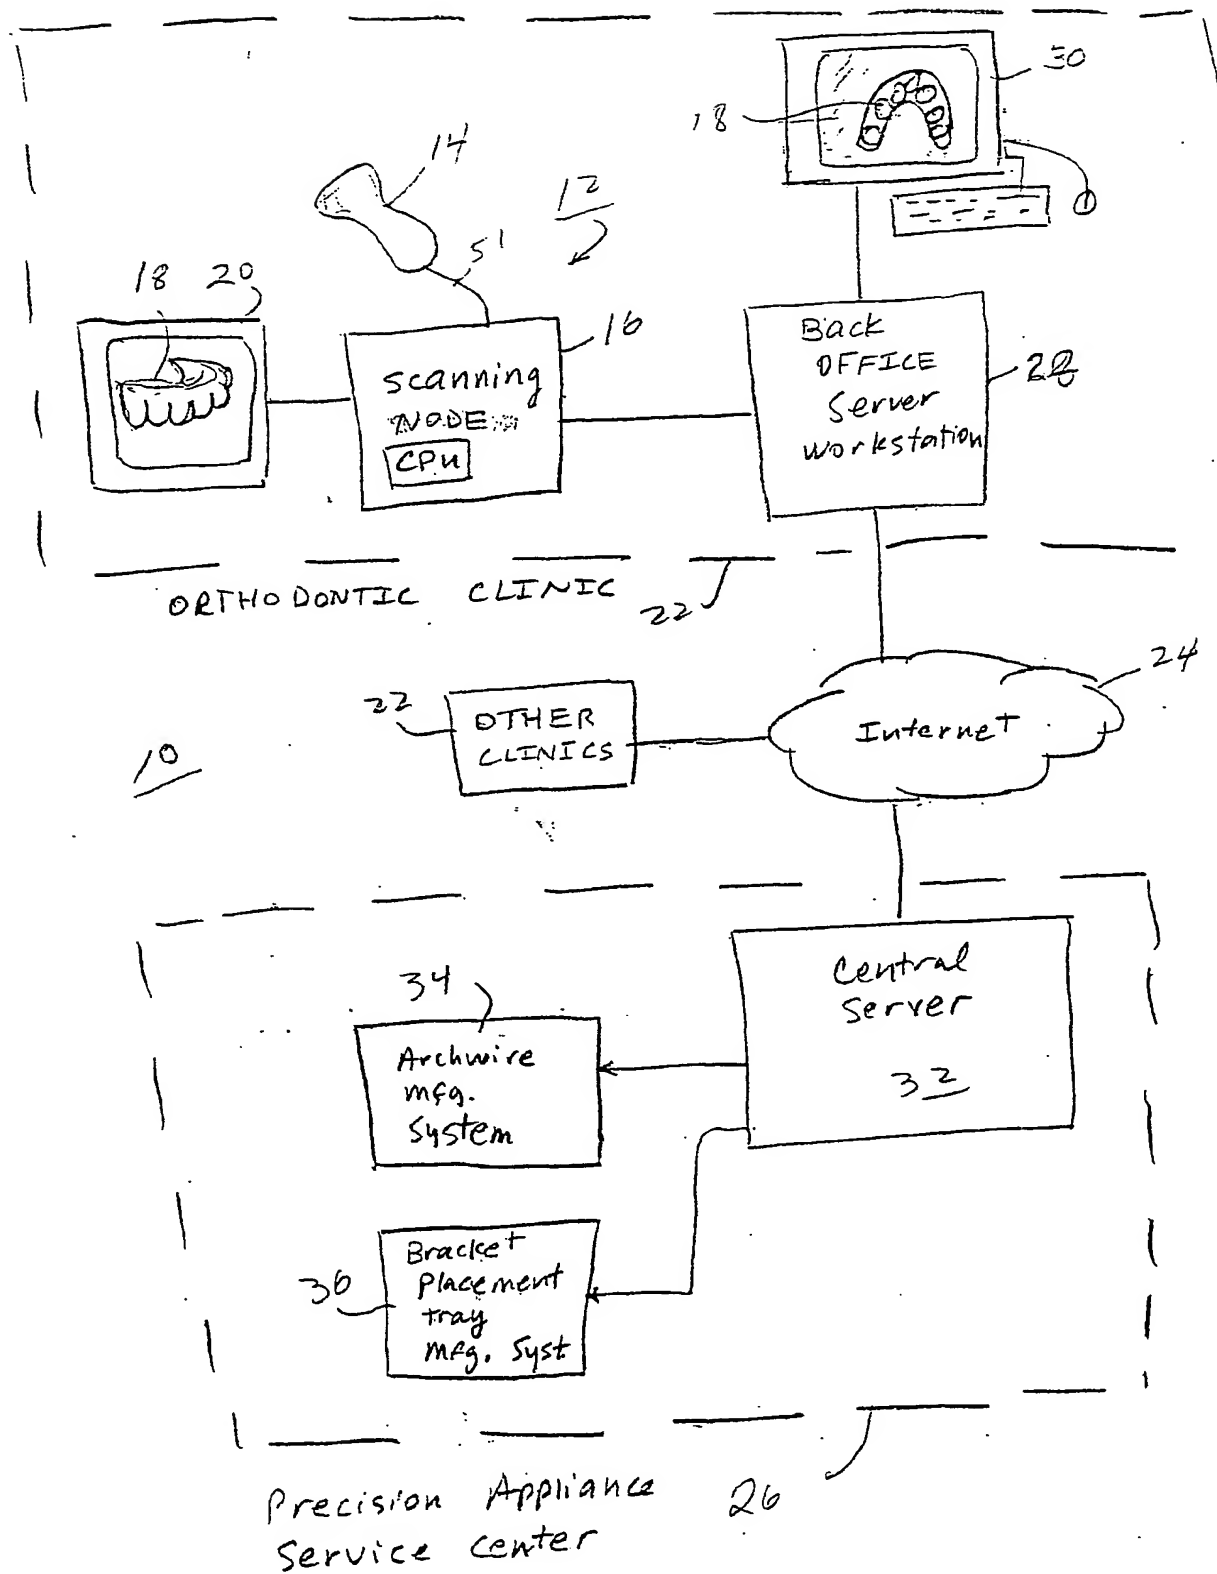 30
18
14
12
51
18
20
16
Scanning
NODE
CPU
Back
OFFICE
Server
Workstation
28
ORTHODONTIC CLINIC
22
24
22
OTHER
CLINICS
Internet
10
34
Central
Server
32
Archwire
mfg.
System
36
Bracket
Placement
tray
mfg. Syst
Precision Appliance
Service center
26